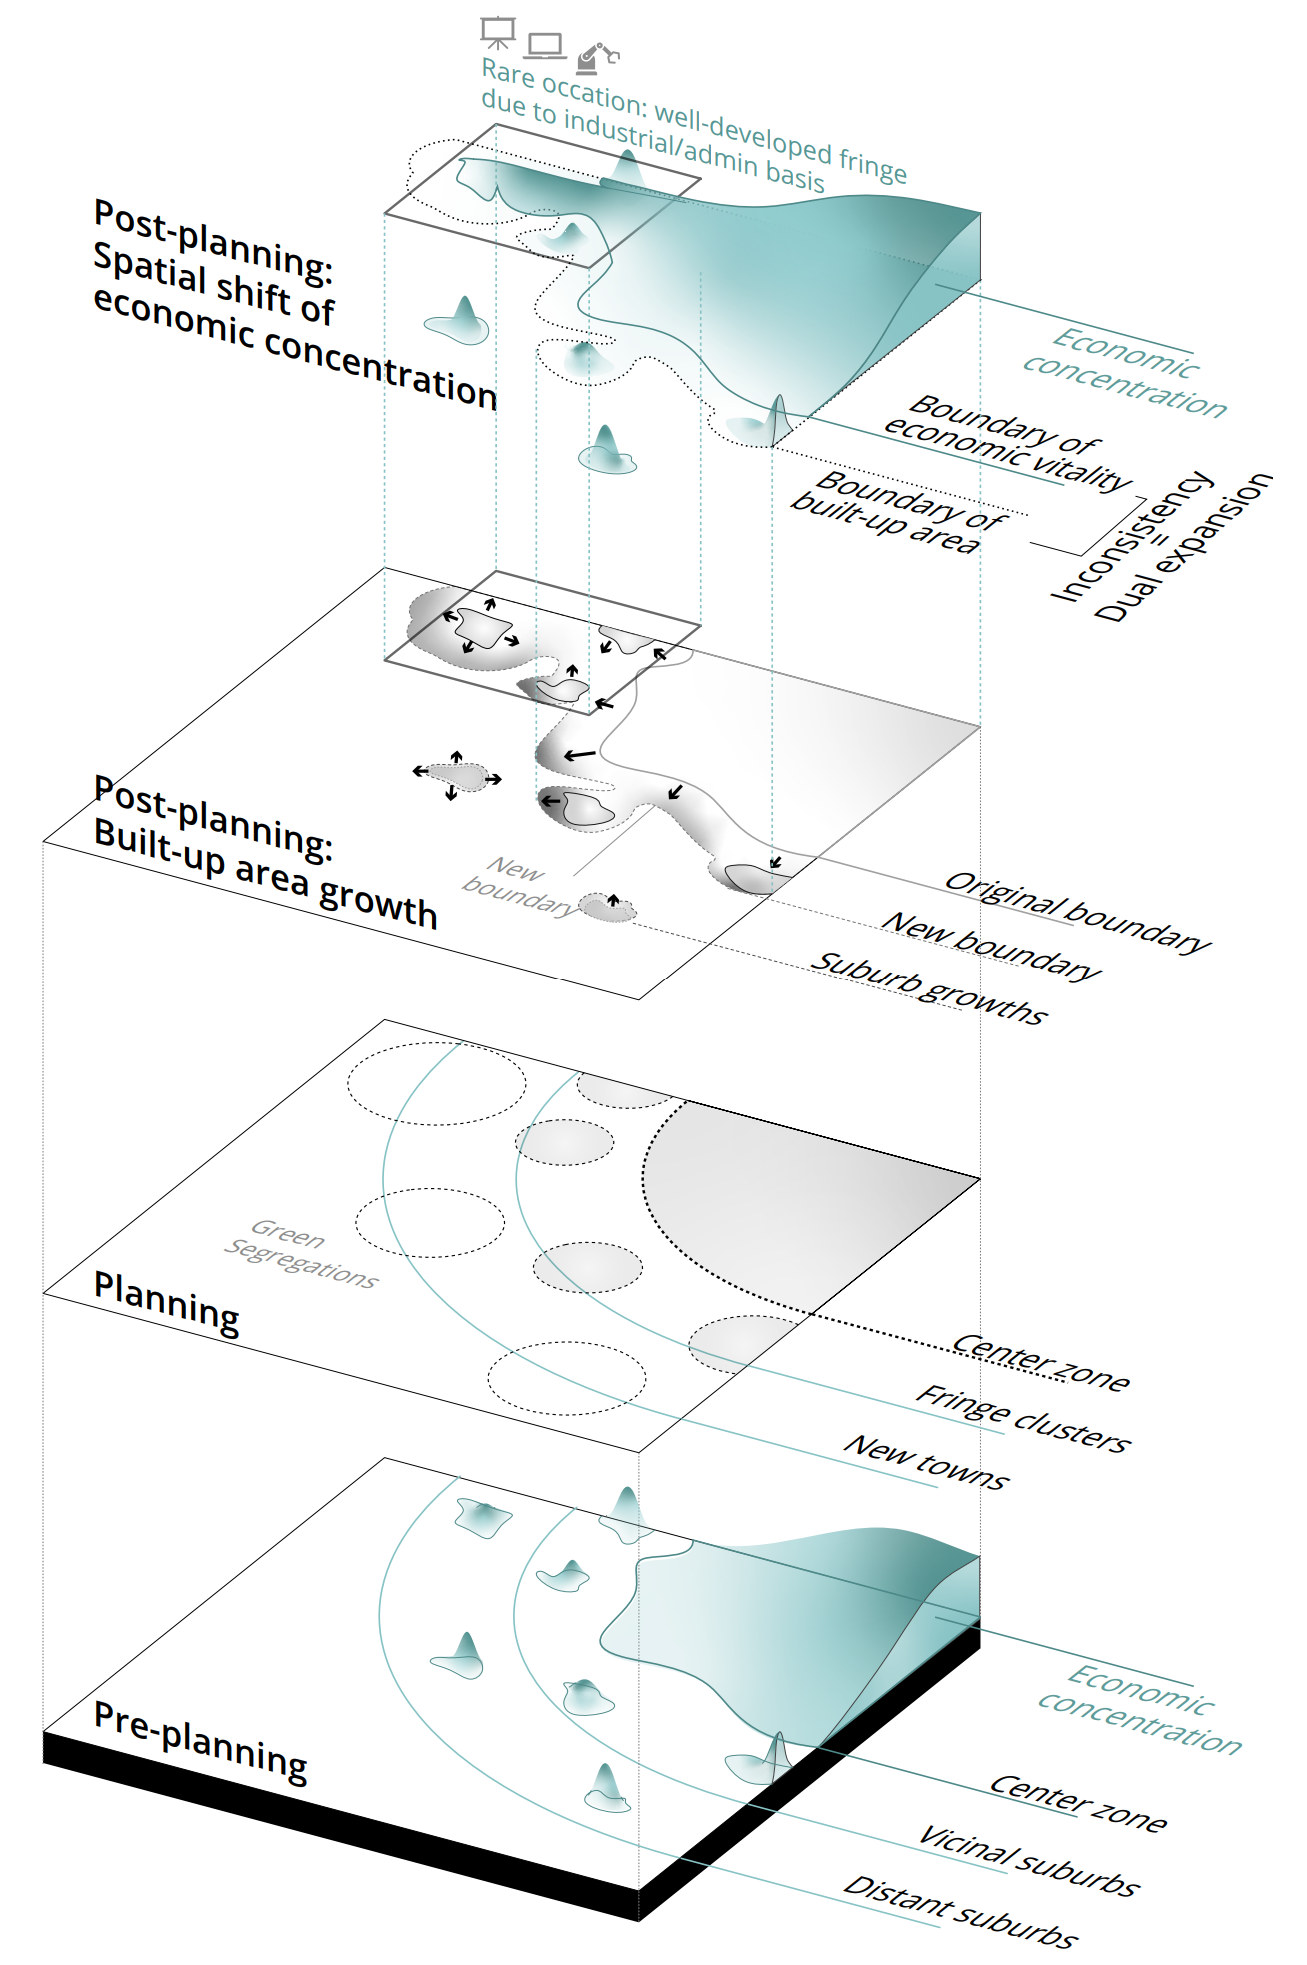 Rare occation: well-developed fringe
due to industrial/admin basis
Post-planning:
Spatial shift of
economic concentration
Economic
concentration
Boundary of
economic vitality
Boundary of
built-up area
Inconsistency
=
Dual expansion
Post-planning:
Built-up area growth
New
boundary
Original boundary
New boundary
Suburb growths
Green
Segregations
Planning
Center zone
Fringe clusters
New towns
Pre-planning
Economic
concentration
Center zone
Vicinal suburbs
Distant suburbs